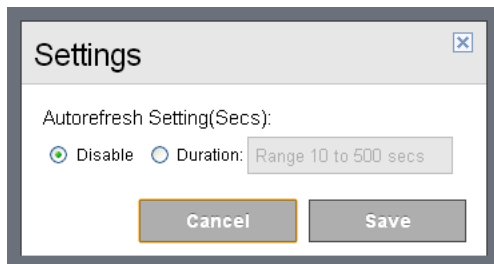 Settings
Autorefresh Setting(Secs):
Disable Duration: Range 10 to 500 secs
Cancel Save